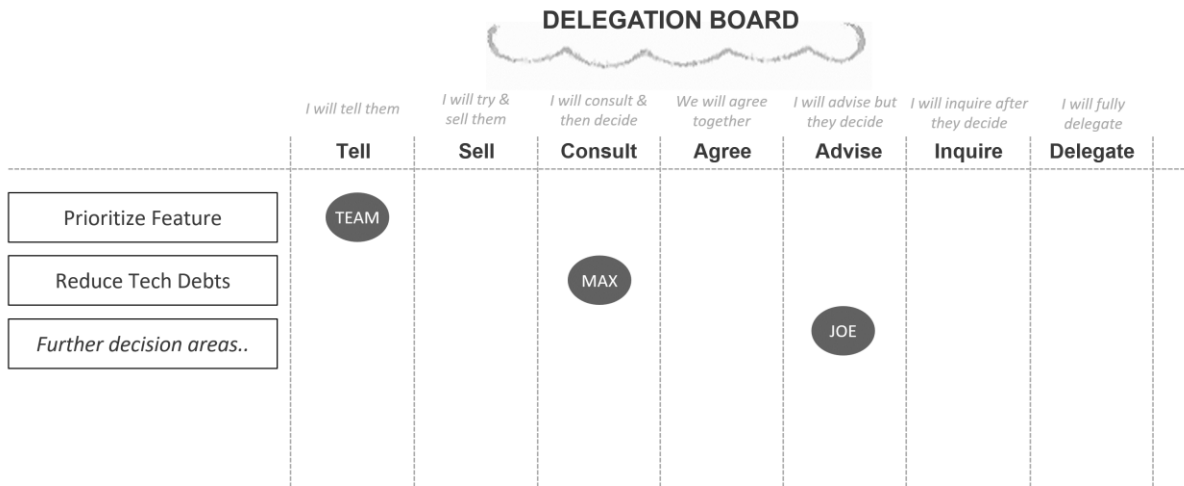 DELEGATION BOARD
I will tell them
I will try &
sell them
I will consult &
then decide
We will agree
together
I will advise but
they decide
I will inquire after
they decide
I will fully
delegate
Tell
Sell
Consult
Agree
Advise
Inquire
Delegate
Prioritize Feature
TEAM
Reduce Tech Debts
MAX
Further decision areas..
JOE